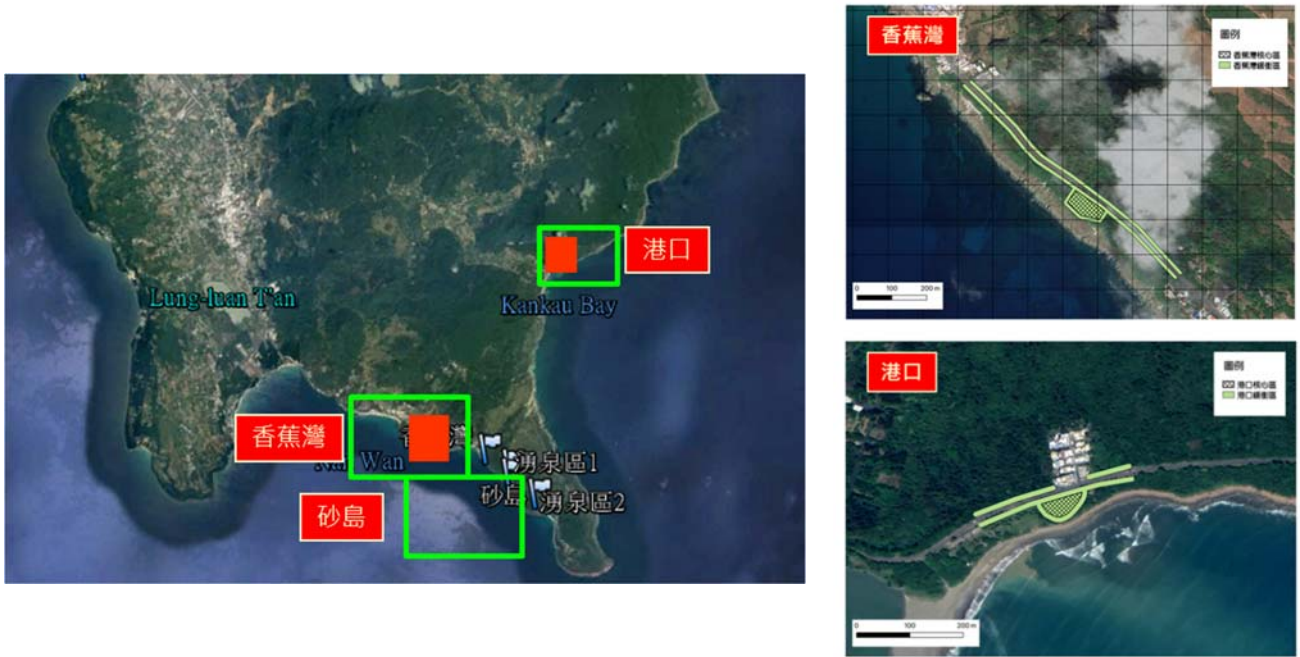 港口
Lung-luan T'an
Kankau Bay
香蕉灣
Nan Wan
湧泉區1
砂島
湧泉區2
砂島
香蕉灣
圖例
香蕉灣核心區
香蕉灣緩衝區
0 100 200 m
港口
圖例
港口核心區
港口緩衝區
0 100 200 m